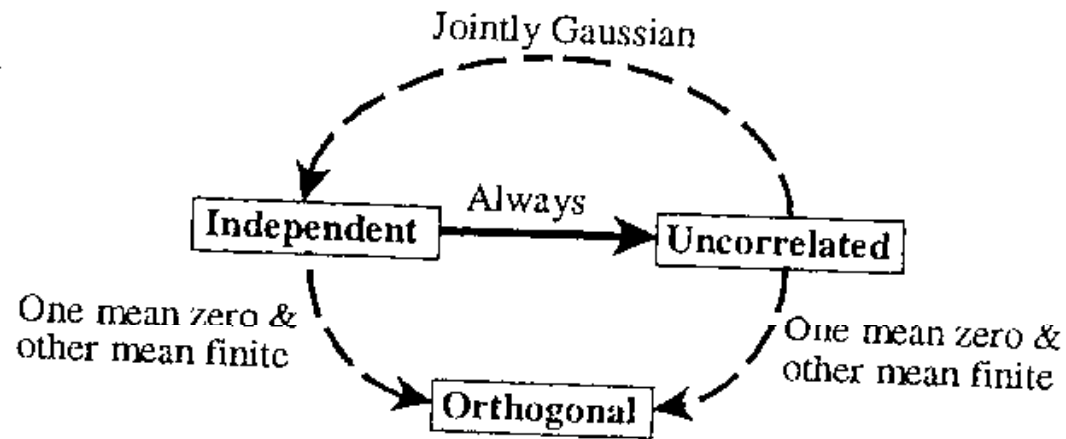 Jointly Gaussian
Always
Independent
Uncorrelated
One mean zero &
other mean finite
One mean zero &
other mean finite
Orthogonal